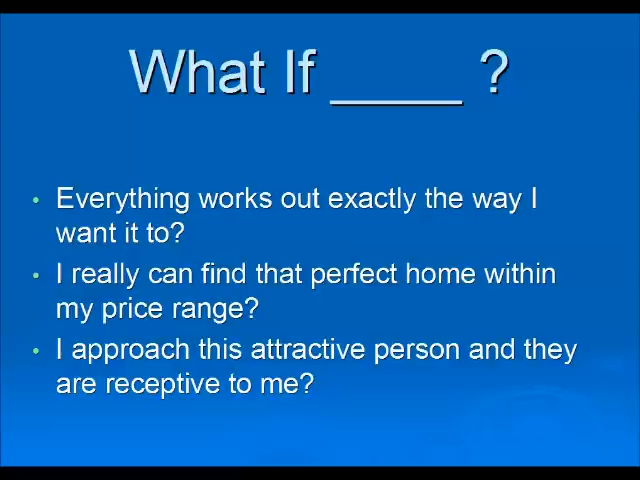 What If ____ ?
• Everything works out exactly the way I
want it to?
• I really can find that perfect home within
my price range?
• I approach this attractive person and they
are receptive to me?